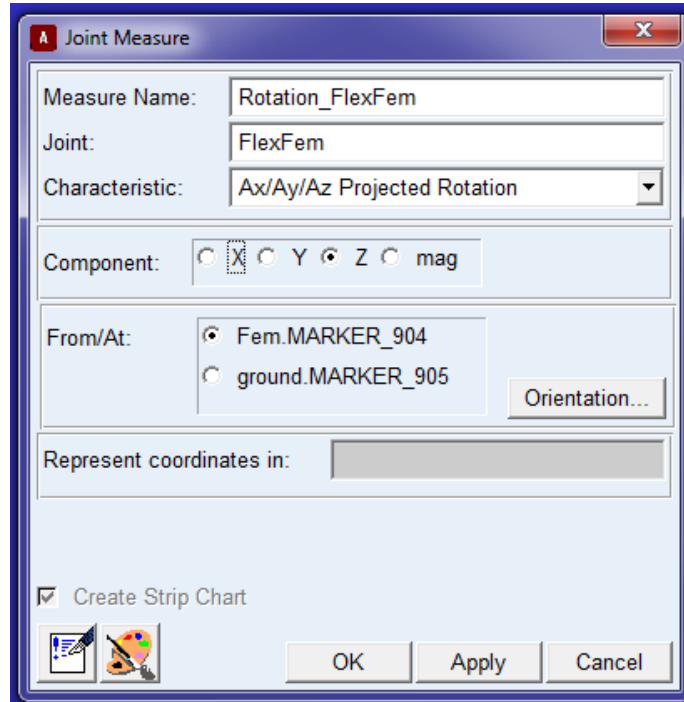 A Joint Measure
Measure Name: Rotation_FlexFem
Joint: FlexFem
Characteristic: Ax/Ay/Az Projected Rotation
Component: X Y Z mag
From/At: Fem.MARKER_904
ground.MARKER_905
Orientation...
Represent coordinates in:
Create Strip Chart
OK Apply Cancel